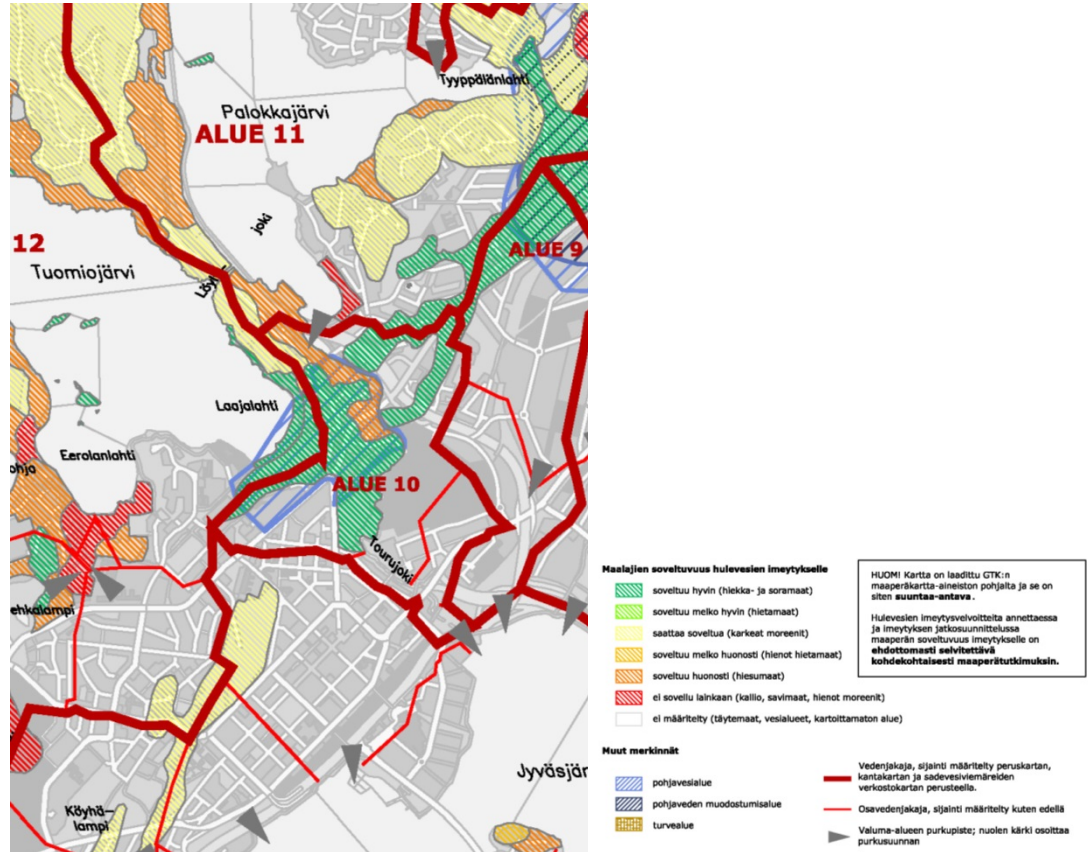 Tyyppälänlahti
Palokkajärvi
ALUE 11
joki
12
Tuomiojärvi
ALUE 9
Löyt-
Laajalahti
ohja
Eerolanlahti
ALUE 10
Tourujoki
ehkalampi
Jyväsjär
Köyhä-
lampi
Maalajien soveltuvuus hulevesien imeytykselle
soveltuu hyvin (hiekka- ja soramaat)
soveltuu melko hyvin (hietamaat)
saattaa soveltua (karkeat moreenit)
soveltuu melko huonosti (hienot hietamaat)
soveltuu huonosti (hiesumaat)
ei sovellu lainkaan (kallio, savimaat, hienot moreenit)
ei määritelty (täytemaat, vesialueet, kartoittamaton alue)
HUOM! Kartta on laadittu GTK:n
maaperäkartta-aineiston pohjalta ja se on
siten suuntaa-antava.
Hulevesien imeytysvelvoitteita annettaessa
ja imeytyksen jatkosuunnittelussa
maaperän soveltuvuus imeytykselle on
ehdottomasti selvitettävä
kohdekohtaisesti maaperätutkimuksin.
Muut merkinnät
pohjavesialue
pohjaveden muodostumisalue
turvealue
Vedenjakaja, sijainti määritelty peruskartan,
kantakartan ja sadevesiviemäreiden
verkostokartan perusteella.
Osavedenjakaja, sijainti määritelty kuten edellä
Valuma-alueen purkupiste; nuolen kärki osoittaa
purkusuunnan